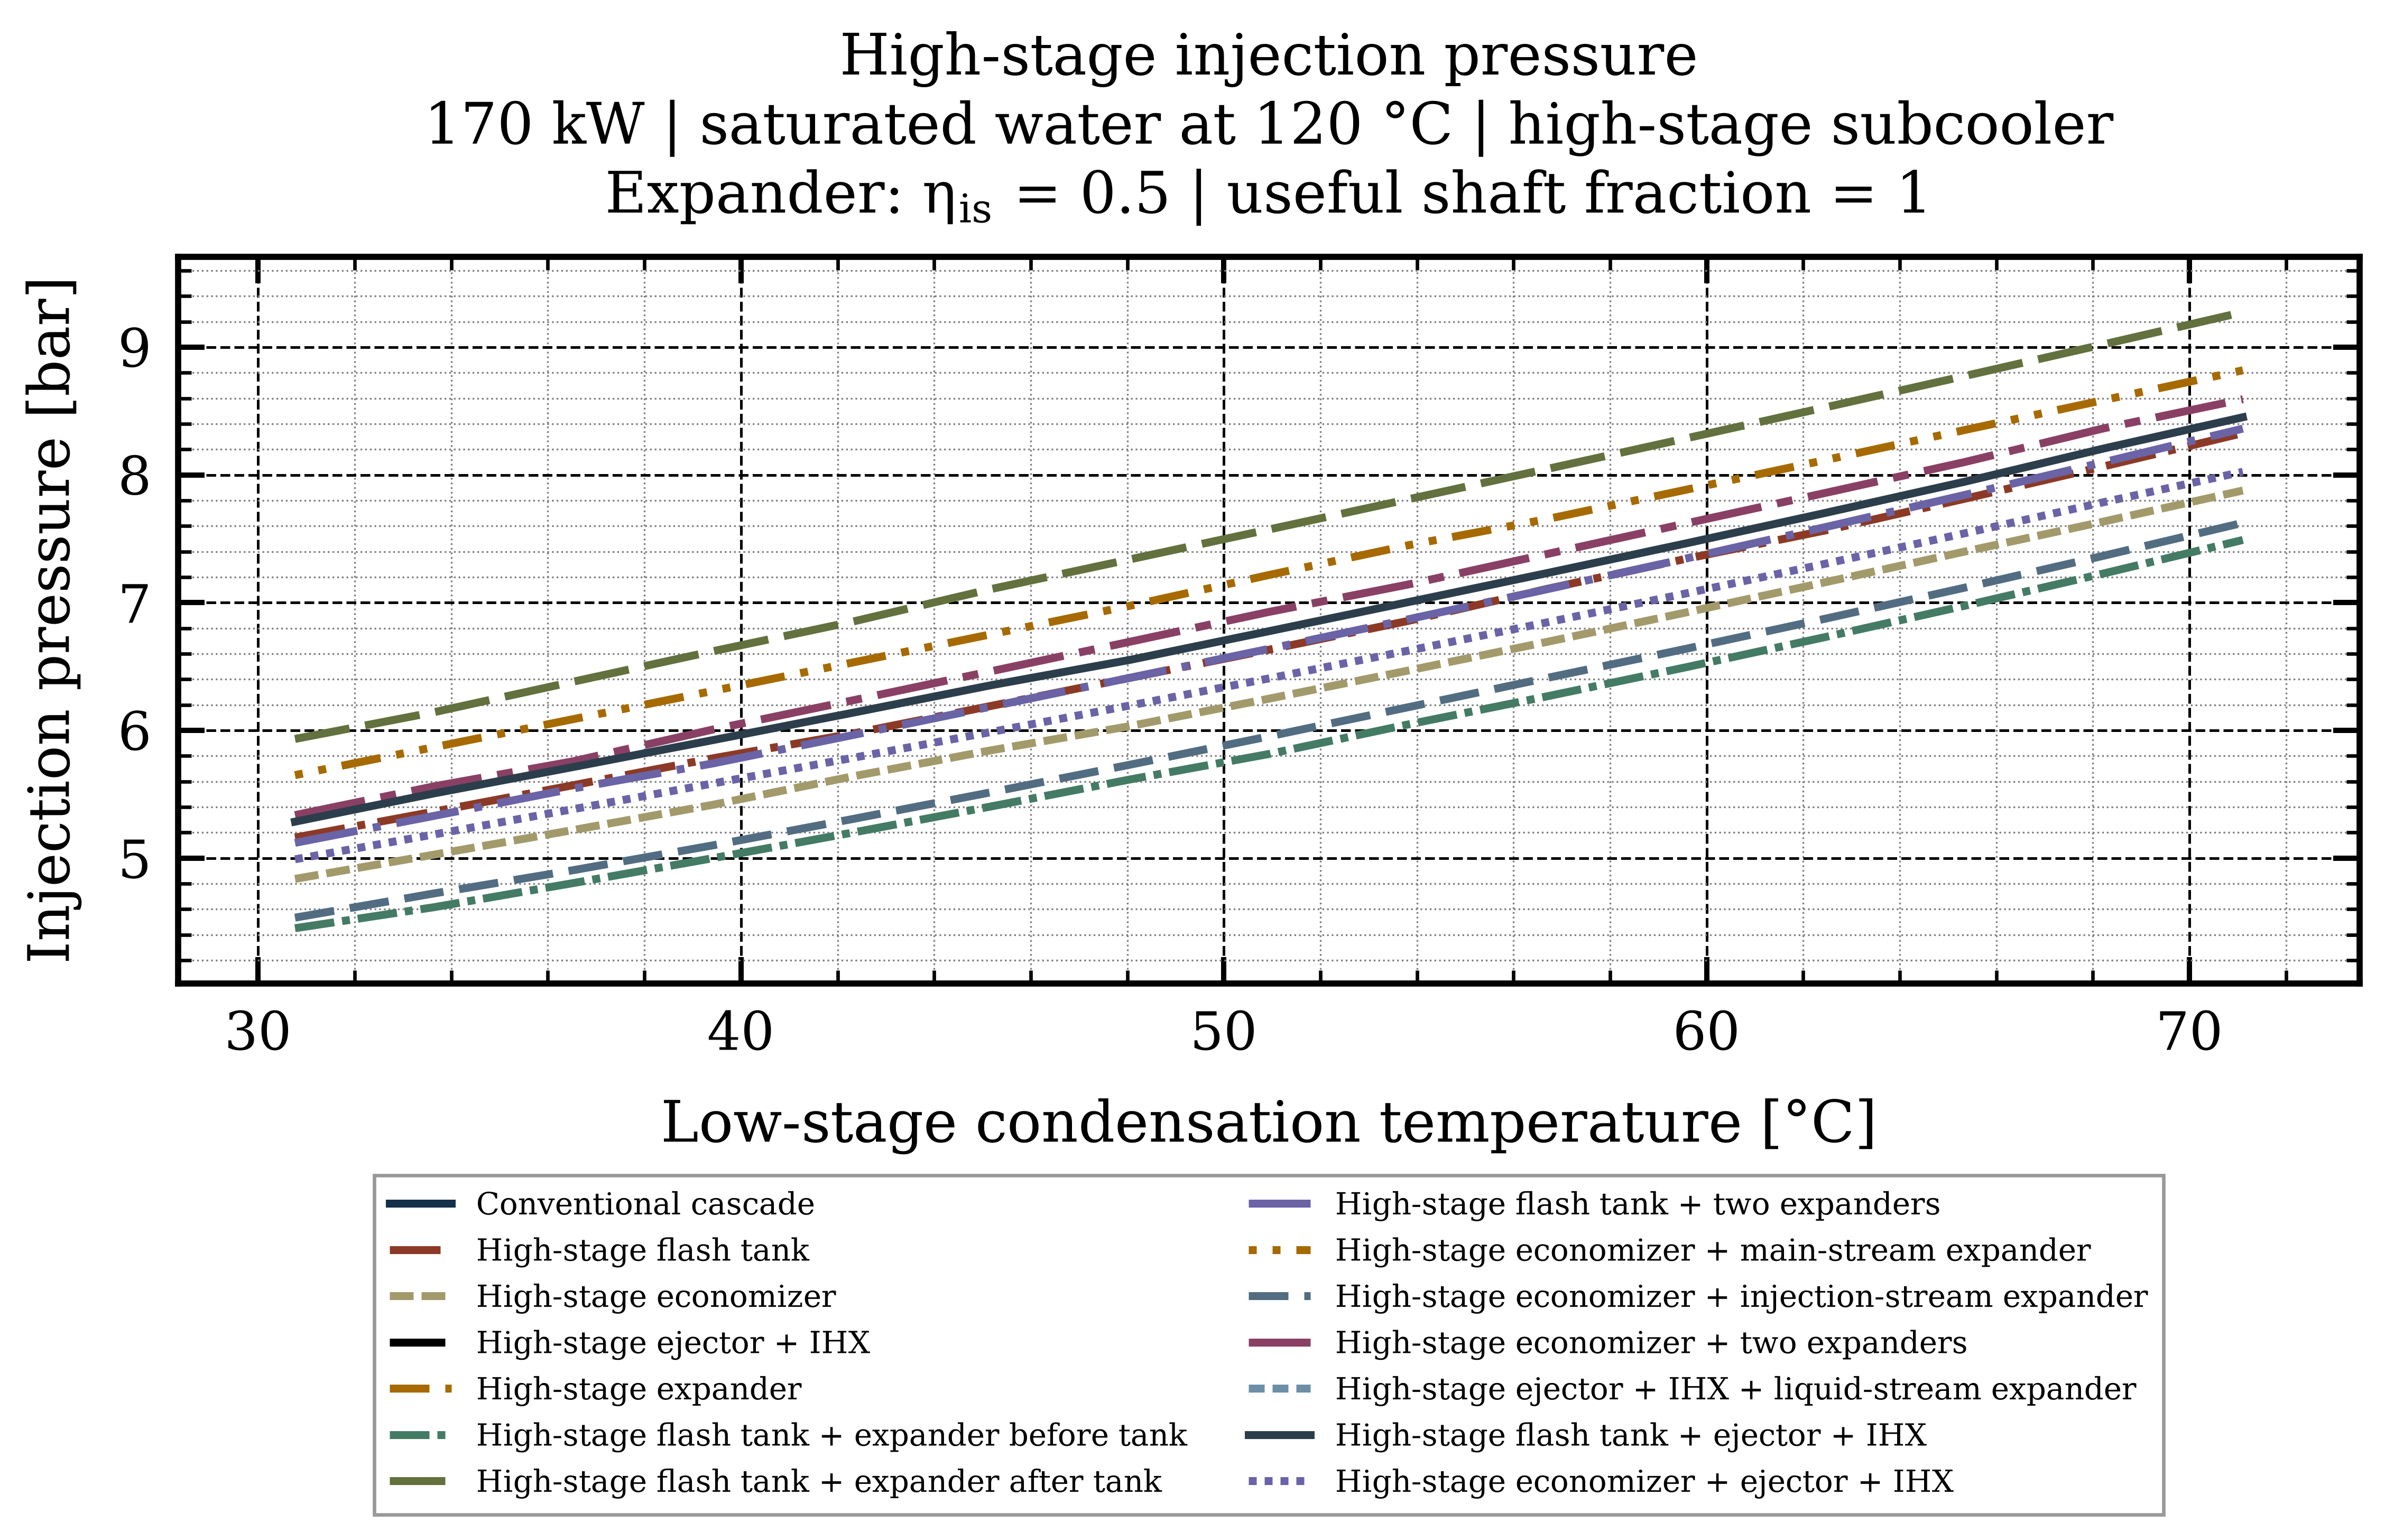 High-stage injection pressure
170 kW | saturated water at 120 °C | high-stage subcooler
Expander: ηis = 0.5 | useful shaft fraction = 1
Injection pressure [bar]
9
8
7
6
5
30 40 50 60 70
Low-stage condensation temperature [°C]
Conventional cascade
High-stage flash tank
High-stage economizer
High-stage ejector + IHX
High-stage expander
High-stage flash tank + expander before tank
High-stage flash tank + expander after tank
High-stage flash tank + two expanders
High-stage economizer + main-stream expander
High-stage economizer + injection-stream expander
High-stage economizer + two expanders
High-stage ejector + IHX + liquid-stream expander
High-stage flash tank + ejector + IHX
High-stage economizer + ejector + IHX